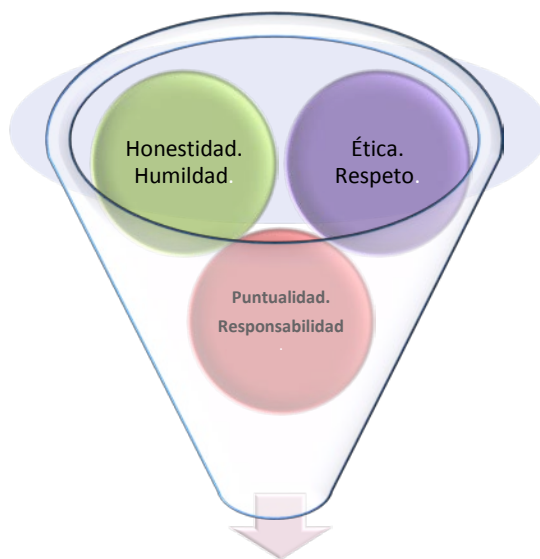 Honestidad.
Humildad.
Ética.
Respeto.
Puntualidad.
Responsabilidad
.